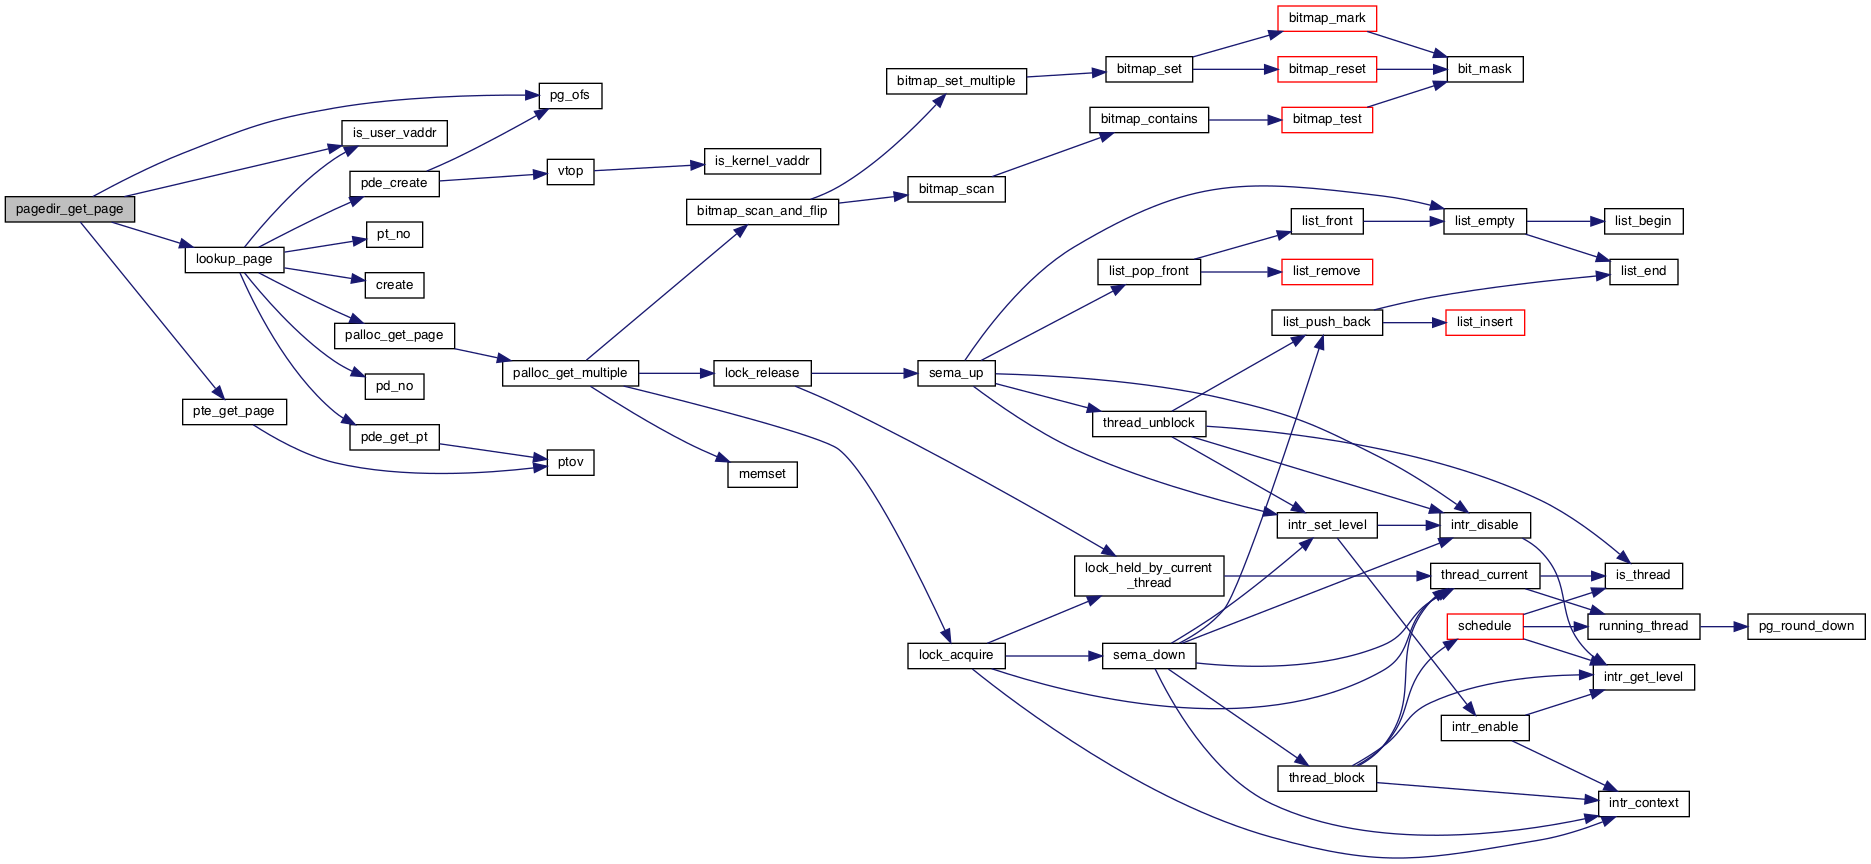 pagedir_get_page
pg_ofs
is_user_vaddr
lookup_page
pde_create
pt_no
create
palloc_get_page
pd_no
pde_get_pt
pte_get_page
ptov
vtop
is_kernel_vaddr
palloc_get_multiple
bitmap_scan_and_flip
lock_release
memset
bitmap_set_multiple
bitmap_scan
bitmap_set
bitmap_contains
bitmap_mark
bitmap_reset
bitmap_test
bit_mask
sema_up
list_pop_front
list_front
list_remove
list_empty
list_begin
list_end
list_push_back
list_insert
thread_unblock
intr_set_level
intr_disable
lock_held_by_current
_thread
thread_current
is_thread
schedule
running_thread
pg_round_down
lock_acquire
sema_down
intr_get_level
intr_enable
thread_block
intr_context